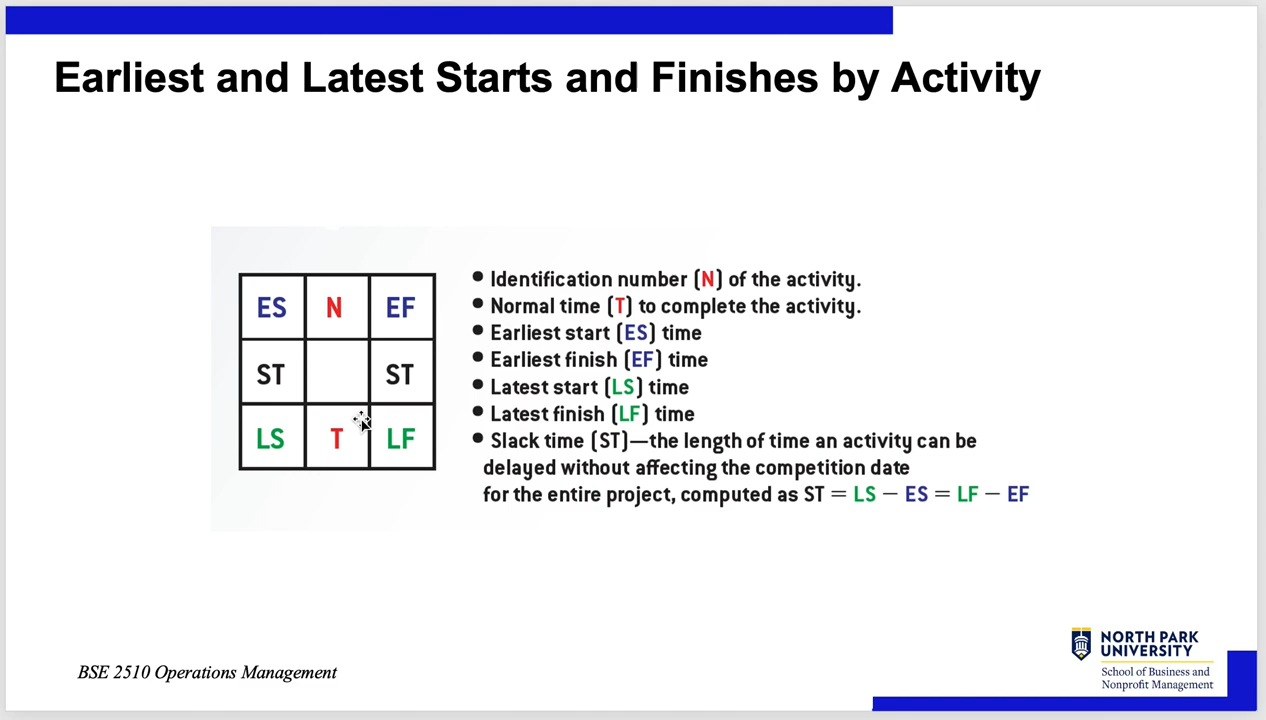 Earliest and Latest Starts and Finishes by Activity
ES N EF
ST ST
LS T LF
• Identification number (N) of the activity.
• Normal time (T) to complete the activity.
• Earliest start (ES) time
• Earliest finish (EF) time
• Latest start (LS) time
• Latest finish (LF) time
• Slack time (ST)—the length of time an activity can be
delayed without affecting the competition date
for the entire project, computed as ST = LS – ES = LF – EF
BSE 2510 Operations Management
NORTH PARK
UNIVERSITY
School of Business and
Nonprofit Management